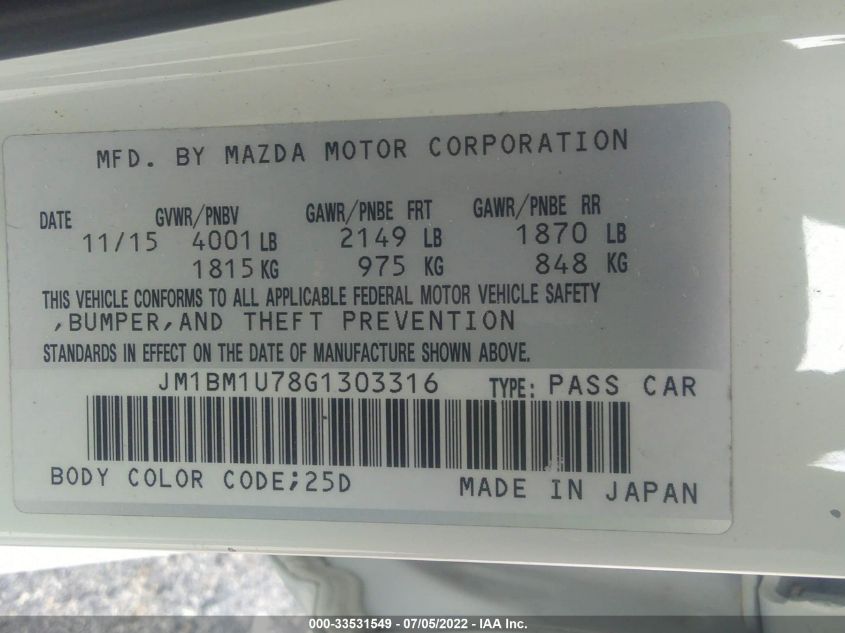 MFD. BY MAZDA MOTOR CORPORATION
DATE GVWR/PNBV GAWR/PNBE FRT GAWR/PNBE RR
11/15 4001 LB 2149 LB 1870 LB
1815 KG 975 KG 848 KG
THIS VEHICLE CONFORMS TO ALL APPLICABLE FEDERAL MOTOR VEHICLE SAFETY
,BUMPER,AND THEFT PREVENTION
STANDARDS IN EFFECT ON THE DATE OF MANUFACTURE SHOWN ABOVE.
JM1BM1U78G1303316 TYPE: PASS CAR
BODY COLOR CODE;25D MADE IN JAPAN
000-33531549 - 07/05/2022 - IAA Inc.